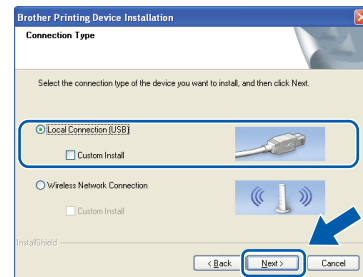 Brother Printing Device Installation
Connection Type
Select the connection type of the device you want to install, and then click Next.
Local Connection (USB)
Custom Install
Wireless Network Connection
Custom Install
InstallShield
< Back
Next >
Cancel